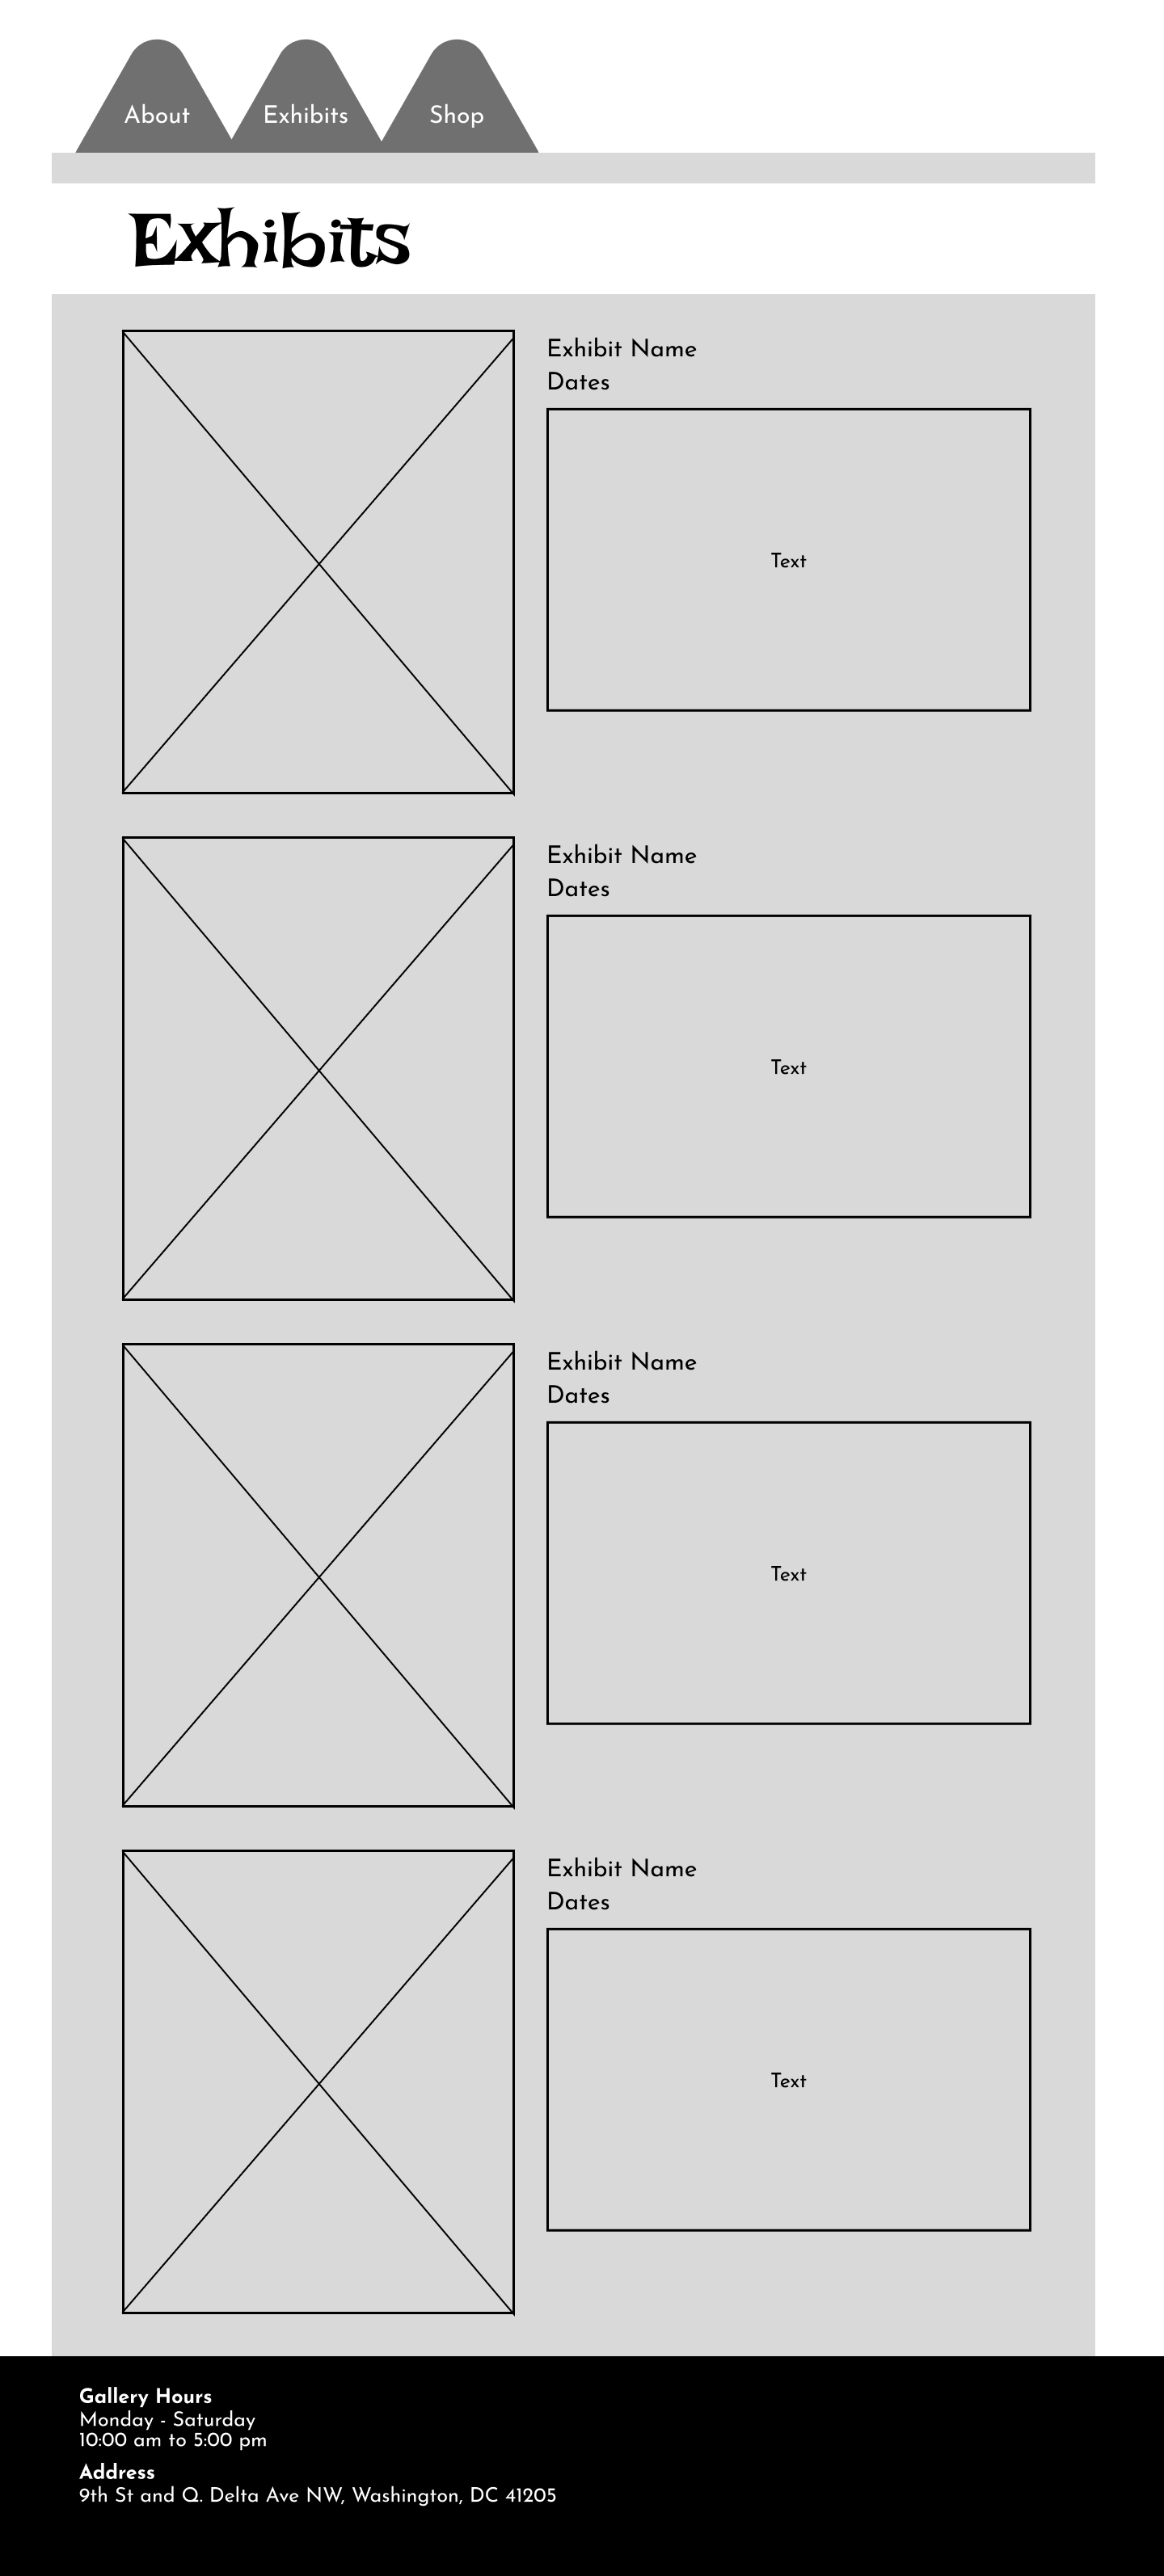 About
Exhibits
Shop
Exhibits
Exhibit Name
Dates
Text
Exhibit Name
Dates
Text
Exhibit Name
Dates
Text
Exhibit Name
Dates
Text
Gallery Hours
Monday - Saturday
10:00 am to 5:00 pm
Address
9th St and Q. Delta Ave NW, Washington, DC 41205